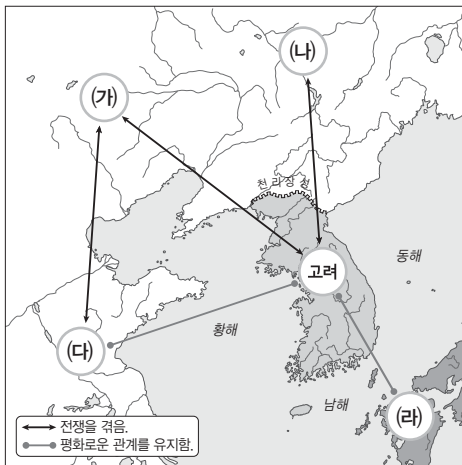 (나)
(가)
천리장성
고려
동해
황해
(다)
남해
(라)
전쟁을 겪음.
평화로운 관계를 유지함.